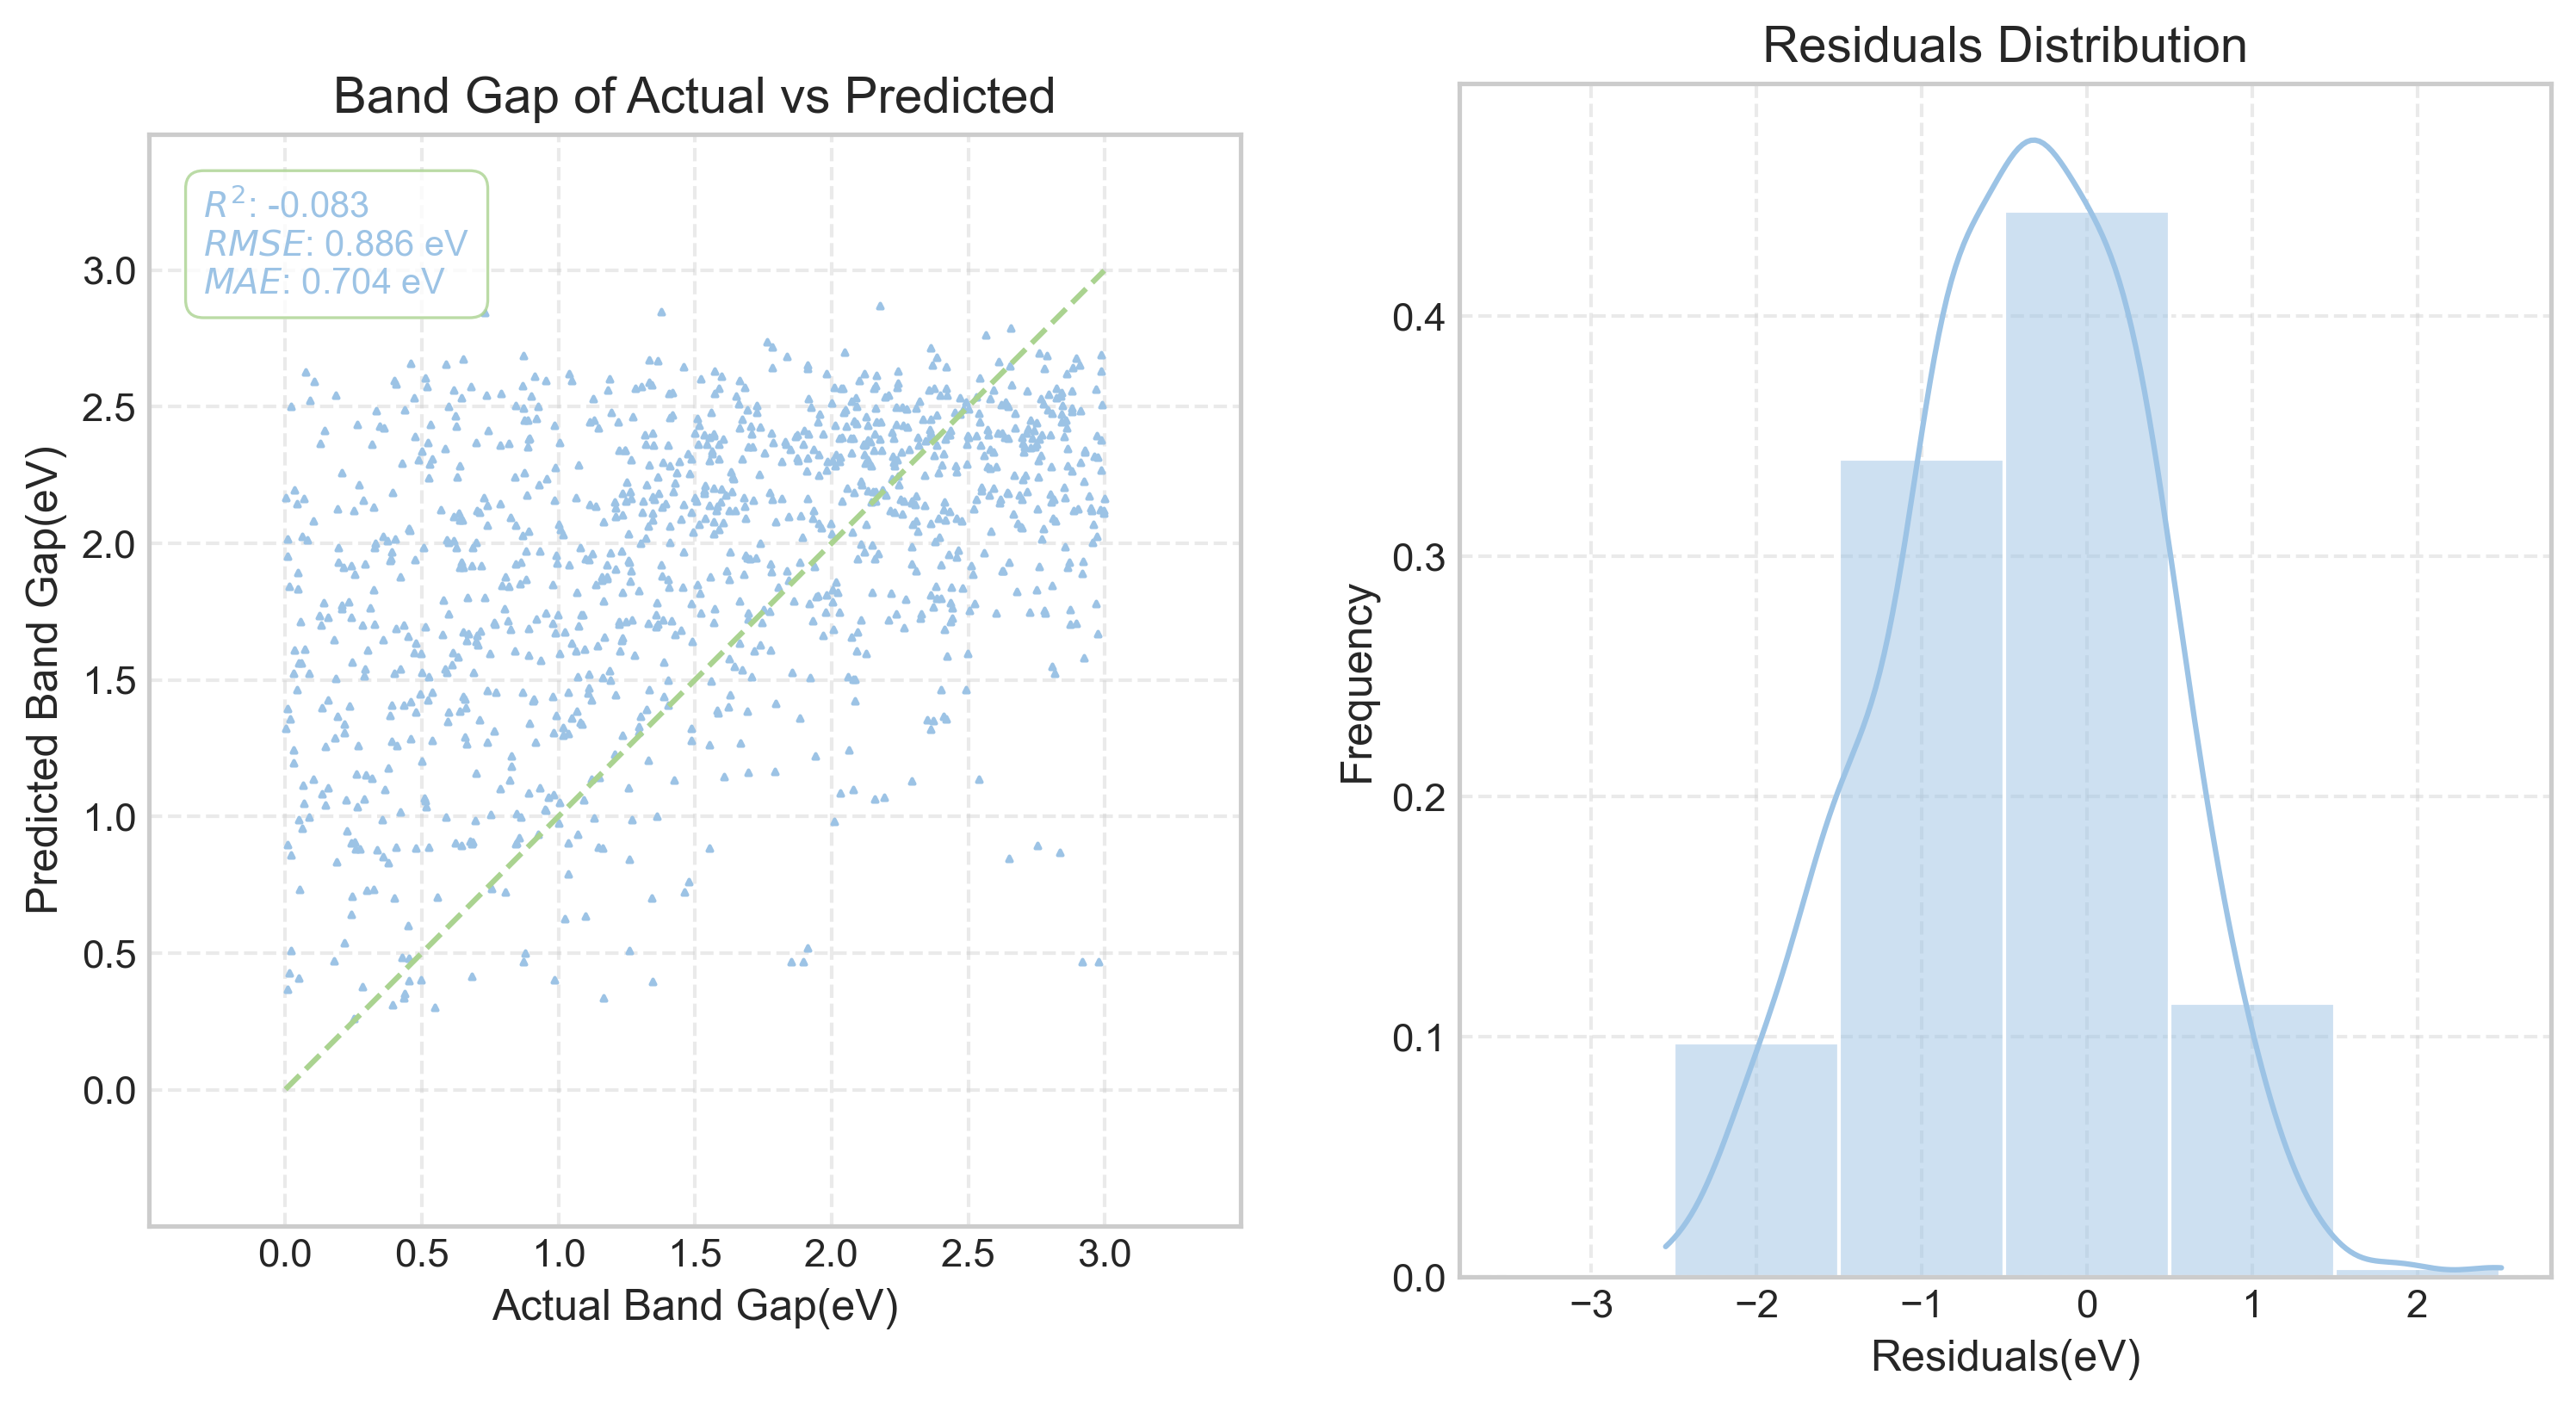 Band Gap of Actual vs Predicted
R²: -0.083
RMSE: 0.886 eV
MAE: 0.704 eV
Predicted Band Gap(eV)
3.0
2.5
2.0
1.5
1.0
0.5
0.0
0.0 0.5 1.0 1.5 2.0 2.5 3.0
Actual Band Gap(eV)
Residuals Distribution
Frequency
0.4
0.3
0.2
0.1
0.0
−3 −2 −1 0 1 2
Residuals(eV)